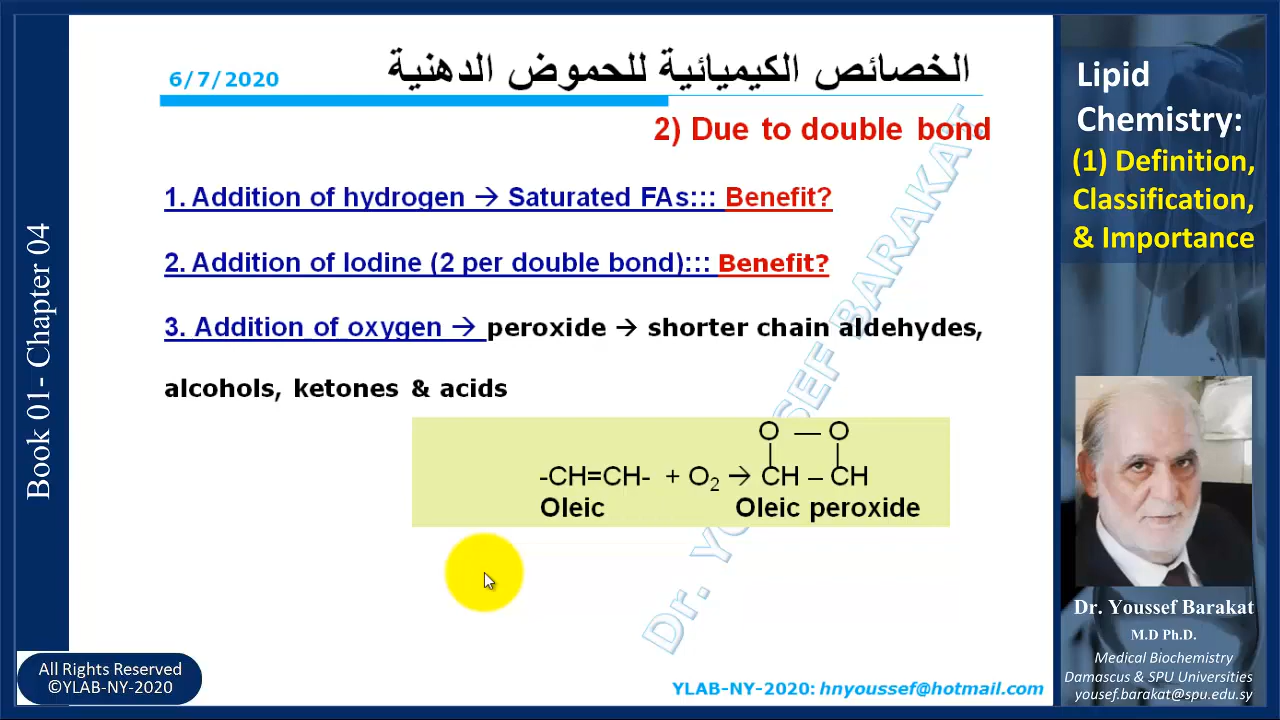 Book 01- Chapter 04
6/7/2020
الخصائص الكيميائية للحموض الدهنية
2) Due to double bond
1. Addition of hydrogen → Saturated FAs::: Benefit?
2. Addition of Iodine (2 per double bond)::: Benefit?
3. Addition of oxygen → peroxide → shorter chain aldehydes,
alcohols, ketones & acids
O — O
| |
-CH=CH- + O₂ → CH – CH
Oleic Oleic peroxide
Dr. YOUSSEF BARAKAT
All Rights Reserved
©YLAB-NY-2020
YLAB-NY-2020: hnyoussef@hotmail.com
Lipid
Chemistry:
(1) Definition,
Classification,
& Importance
Dr. Youssef Barakat
M.D Ph.D.
Medical Biochemistry
Damascus & SPU Universities
yousef.barakat@spu.edu.sy